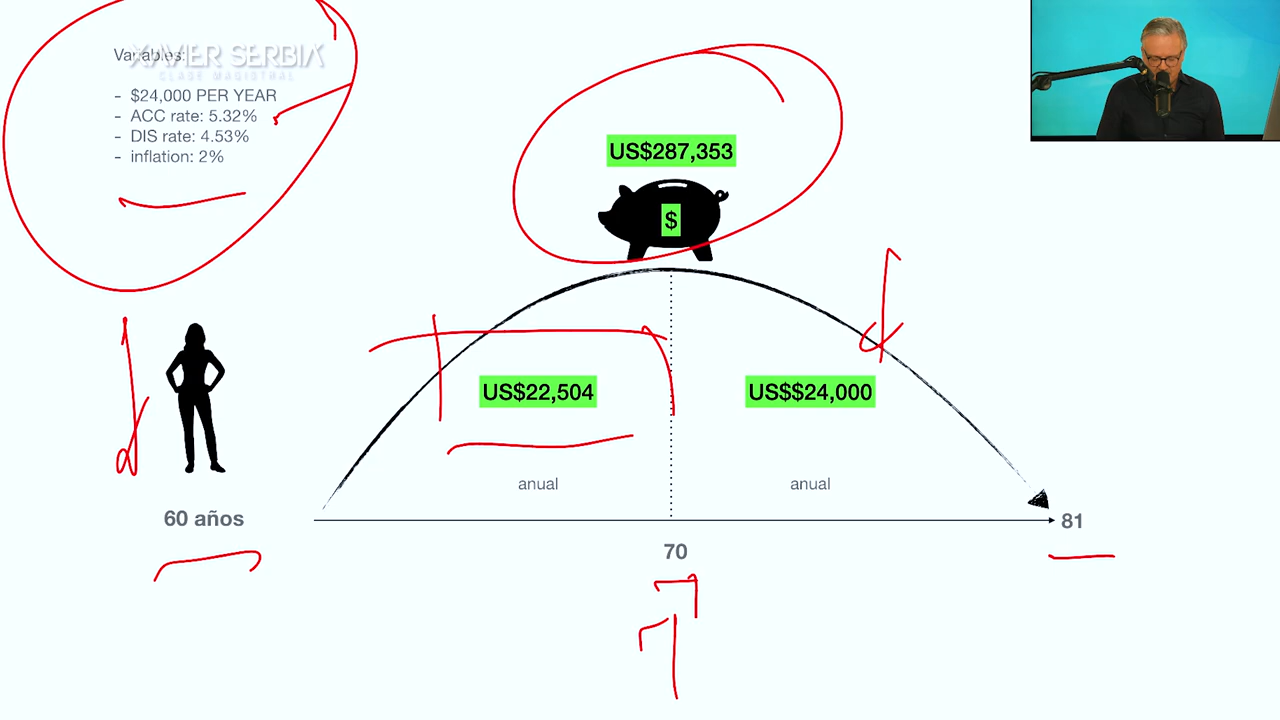 Variables:
XAVIER SERBIÁ
CLASE MAGISTRAL
- $24,000 PER YEAR
- ACC rate: 5.32%
- DIS rate: 4.53%
- inflation: 2%
US$287,353
$
US$$22,504
US$$24,000
anual
anual
60 años
81
70